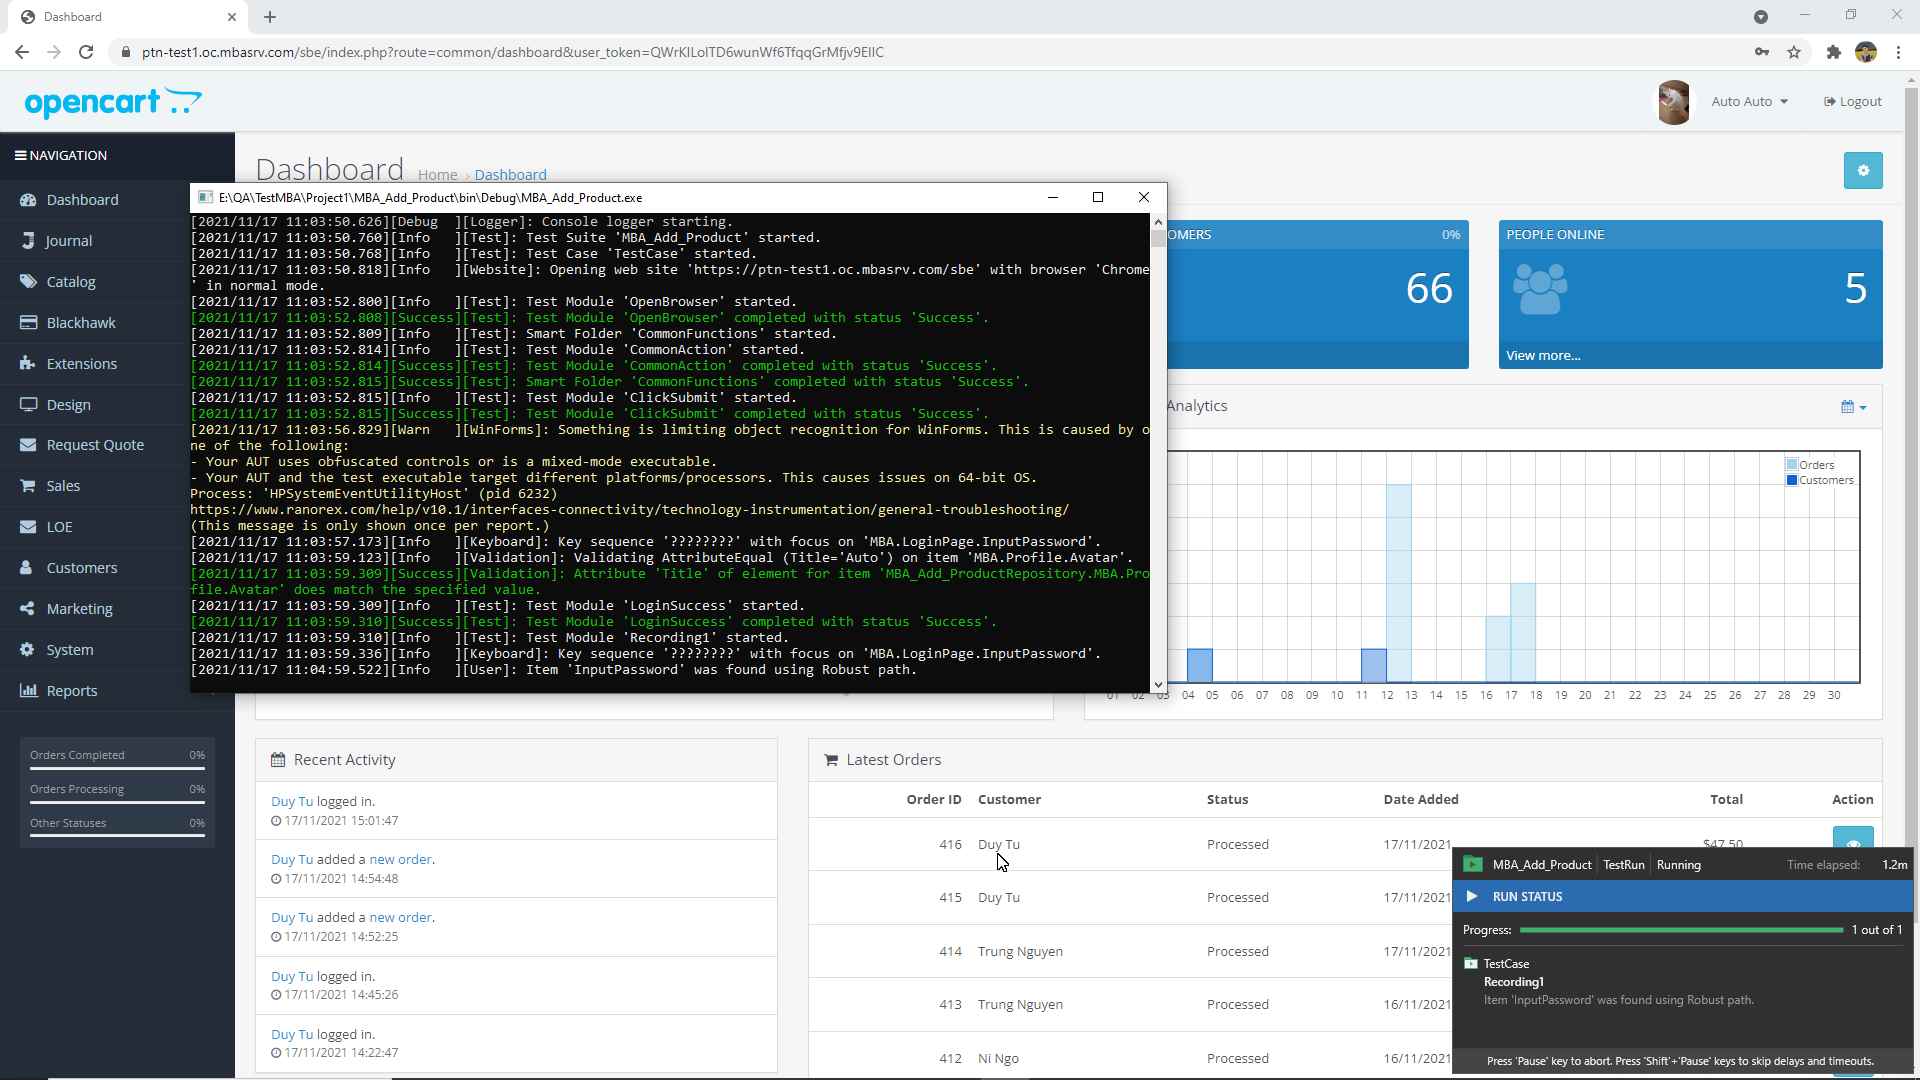 Dashboard
ptn-test1.oc.mbasrv.com/sbe/index.php?route=common/dashboard&user_token=QWrKILoITD6wunWf6TfqqGrMfjv9EIIC
opencart
Auto Auto
Logout
NAVIGATION
Dashboard
Journal
Catalog
Blackhawk
Extensions
Design
Request Quote
Sales
LOE
Customers
Marketing
System
Reports
Orders Completed 0%
Orders Processing 0%
Other Statuses 0%
Dashboard Home › Dashboard
E:\QA\TestMBA\Project1\MBA_Add_Product\bin\Debug\MBA_Add_Product.exe
[2021/11/17 11:03:50.626][Debug  ][Logger]: Console logger starting.
[2021/11/17 11:03:50.760][Info   ][Test]: Test Suite 'MBA_Add_Product' started.
[2021/11/17 11:03:50.768][Info   ][Test]: Test Case 'TestCase' started.
[2021/11/17 11:03:50.818][Info   ][Website]: Opening web site 'https://ptn-test1.oc.mbasrv.com/sbe' with browser 'Chrome
' in normal mode.
[2021/11/17 11:03:52.800][Info   ][Test]: Test Module 'OpenBrowser' started.
[2021/11/17 11:03:52.808][Success][Test]: Test Module 'OpenBrowser' completed with status 'Success'.
[2021/11/17 11:03:52.809][Info   ][Test]: Smart Folder 'CommonFunctions' started.
[2021/11/17 11:03:52.814][Info   ][Test]: Test Module 'CommonAction' started.
[2021/11/17 11:03:52.814][Success][Test]: Test Module 'CommonAction' completed with status 'Success'.
[2021/11/17 11:03:52.815][Success][Test]: Smart Folder 'CommonFunctions' completed with status 'Success'.
[2021/11/17 11:03:52.815][Info   ][Test]: Test Module 'ClickSubmit' started.
[2021/11/17 11:03:52.815][Success][Test]: Test Module 'ClickSubmit' completed with status 'Success'.
[2021/11/17 11:03:56.829][Warn   ][WinForms]: Something is limiting object recognition for WinForms. This is caused by o
ne of the following:
- Your AUT uses obfuscated controls or is a mixed-mode executable.
- Your AUT and the test executable target different platforms/processors. This causes issues on 64-bit OS.
Process: 'HPSystemEventUtilityHost' (pid 6232)
https://www.ranorex.com/help/v10.1/interfaces-connectivity/technology-instrumentation/general-troubleshooting/
(This message is only shown once per report.)
[2021/11/17 11:03:57.173][Info   ][Keyboard]: Key sequence '????????' with focus on 'MBA.LoginPage.InputPassword'.
[2021/11/17 11:03:59.123][Info   ][Validation]: Validating AttributeEqual (Title='Auto') on item 'MBA.Profile.Avatar'.
[2021/11/17 11:03:59.309][Success][Validation]: Attribute 'Title' of element for item 'MBA_Add_ProductRepository.MBA.Pro
file.Avatar' does match the specified value.
[2021/11/17 11:03:59.309][Info   ][Test]: Test Module 'LoginSuccess' started.
[2021/11/17 11:03:59.310][Success][Test]: Test Module 'LoginSuccess' completed with status 'Success'.
[2021/11/17 11:03:59.310][Info   ][Test]: Test Module 'Recording1' started.
[2021/11/17 11:03:59.336][Info   ][Keyboard]: Key sequence '????????' with focus on 'MBA.LoginPage.InputPassword'.
[2021/11/17 11:04:59.522][Info   ][User]: Item 'InputPassword' was found using Robust path.
OMERS 0%
66
PEOPLE ONLINE
5
View more...
Analytics
Orders
Customers
01 02 03 04 05 06 07 08 09 10 11 12 13 14 15 16 17 18 19 20 21 22 23 24 25 26 27 28 29 30
Recent Activity
Duy Tu logged in.
17/11/2021 15:01:47
Duy Tu added a new order.
17/11/2021 14:54:48
Duy Tu added a new order.
17/11/2021 14:52:25
Duy Tu logged in.
17/11/2021 14:45:26
Duy Tu logged in.
17/11/2021 14:22:47
Latest Orders
Order ID Customer Status Date Added Total Action
416 Duy Tu Processed 17/11/2021 $47.50
415 Duy Tu Processed 17/11/2021
414 Trung Nguyen Processed 17/11/2021
413 Trung Nguyen Processed 16/11/2021
412 Ni Ngo Processed 16/11/2021
MBA_Add_Product TestRun Running Time elapsed: 1.2m
RUN STATUS
Progress: 1 out of 1
TestCase
Recording1
Item 'InputPassword' was found using Robust path.
Press 'Pause' key to abort. Press 'Shift'+'Pause' keys to skip delays and timeouts.